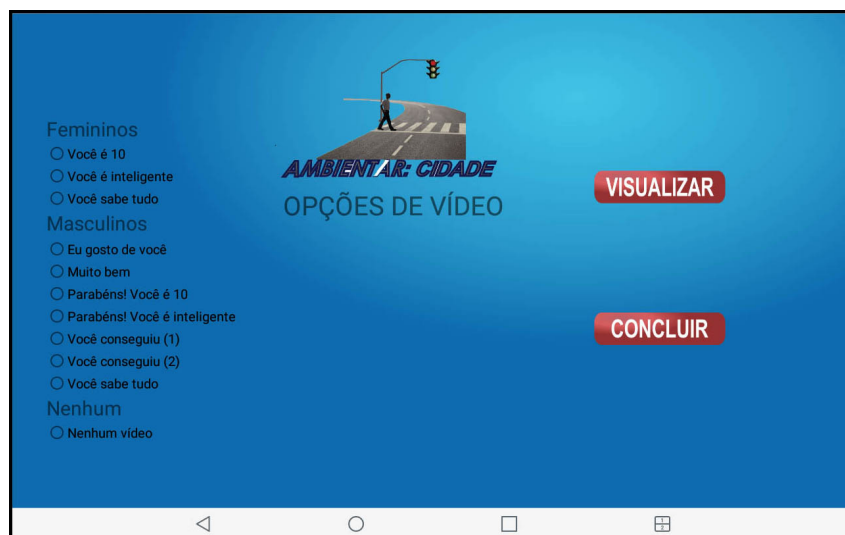 Femininos
Você é 10
Você é inteligente
Você sabe tudo
Masculinos
Eu gosto de você
Muito bem
Parabéns! Você é 10
Parabéns! Você é inteligente
Você conseguiu (1)
Você conseguiu (2)
Você sabe tudo
Nenhum
Nenhum vídeo
AMBIENTAR: CIDADE
OPÇÕES DE VÍDEO
VISUALIZAR
CONCLUIR
1
2